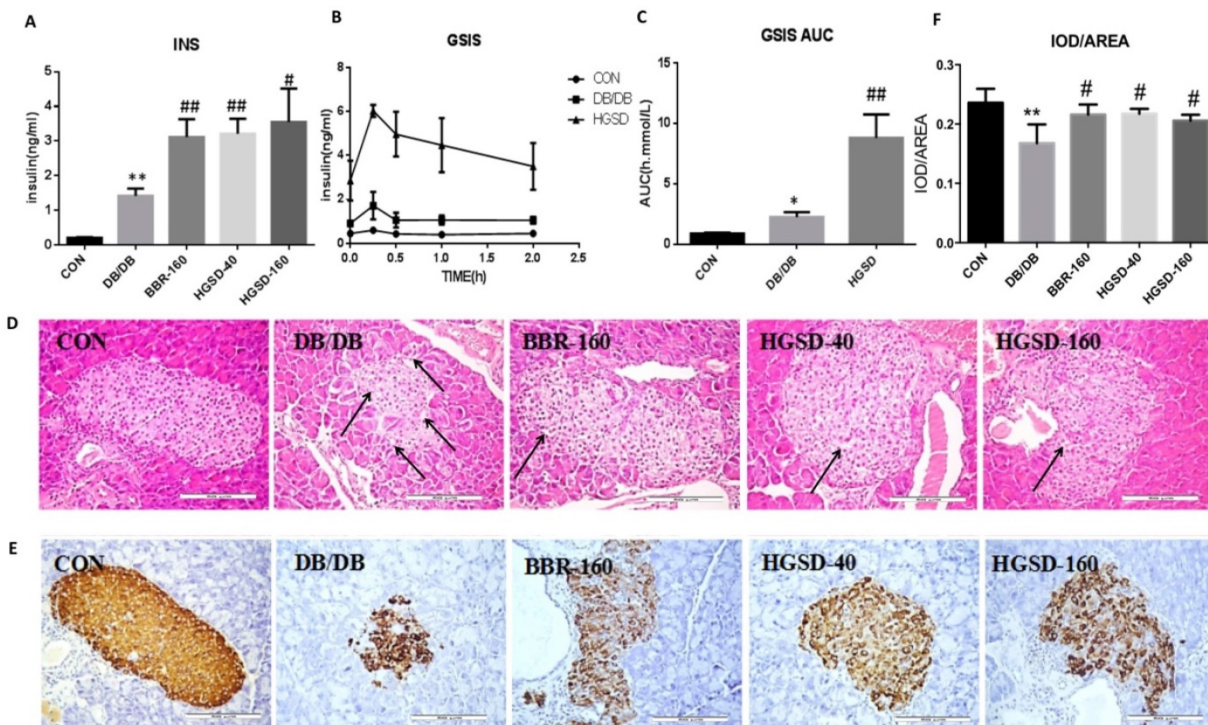 A
INS
insulin(ng/ml)
5
4
3
2
1
0
**
##
##
#
CON
DB/DB
BBR-160
HGSD-40
HGSD-160
B
GSIS
insulin(ng/ml)
8
6
4
2
0
0.0
0.5
1.0
1.5
2.0
2.5
TIME(h)
CON
DB/DB
HGSD
C
GSIS AUC
AUC(h.mmol/L)
15
10
5
0
*
##
CON
DB/DB
HGSD
F
IOD/AREA
IOD/AREA
0.3
0.2
0.1
0.0
**
#
#
#
CON
DB/DB
BBR-160
HGSD-40
HGSD-160
D
CON
DB/DB
BBR-160
HGSD-40
HGSD-160
E
CON
DB/DB
BBR-160
HGSD-40
HGSD-160